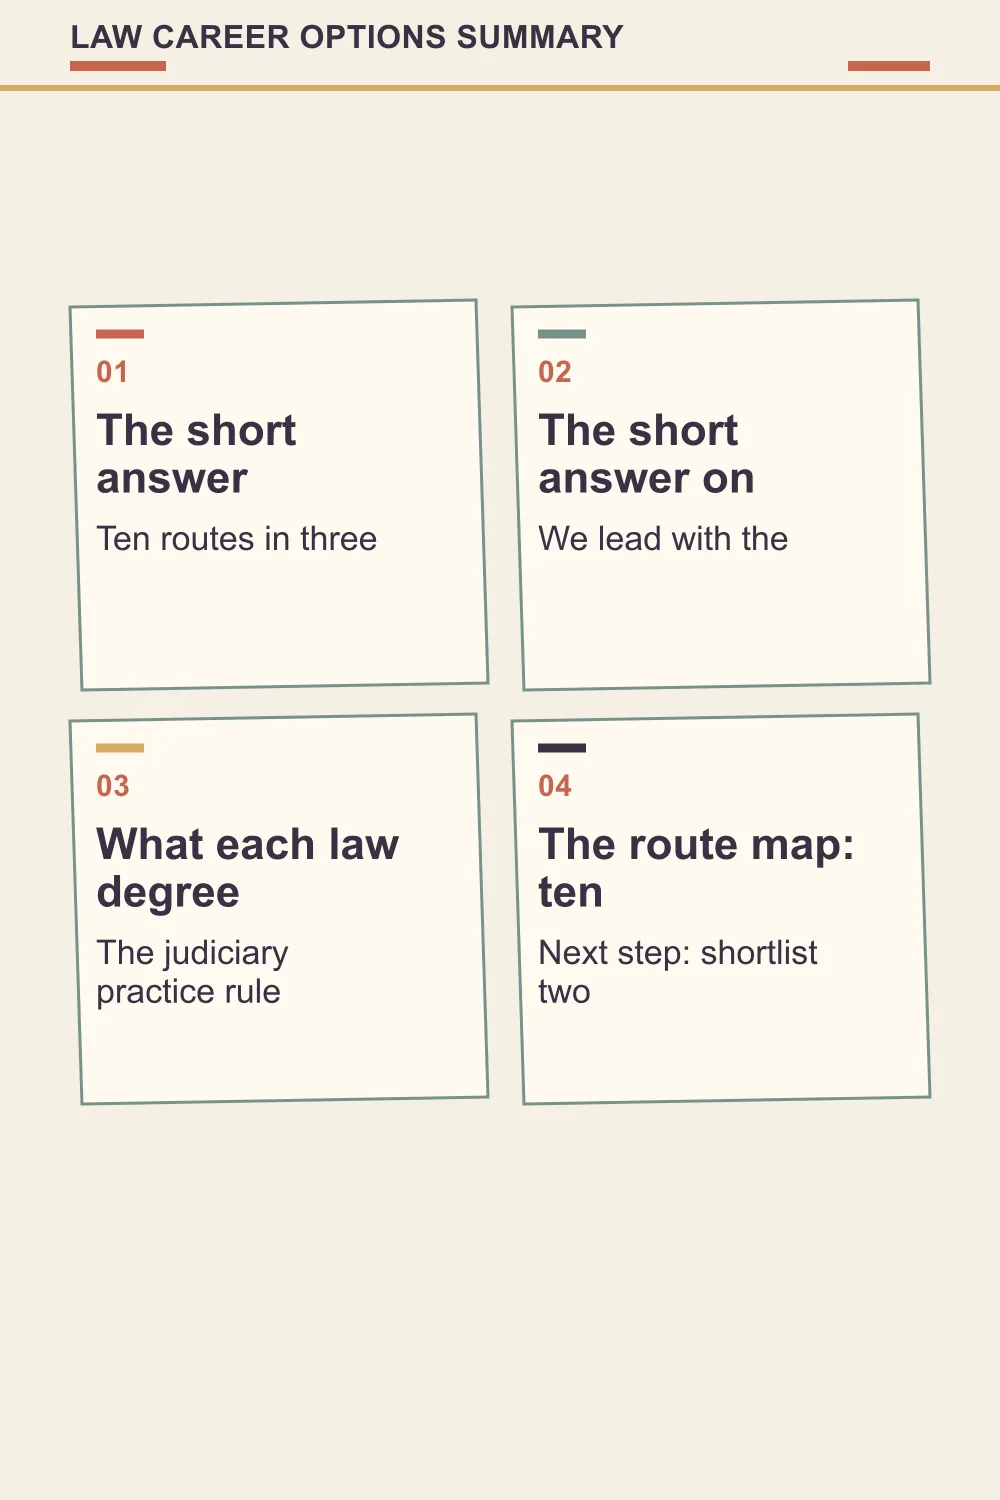 LAW CAREER OPTIONS SUMMARY
01
The short
answer
Ten routes in three
02
The short
answer on
We lead with the
03
What each law
degree
The judiciary
practice rule
04
The route map:
ten
Next step: shortlist
two